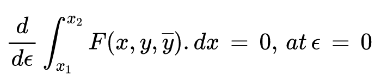 d/dϵ ∫_{x₁}^{x₂} F(x, y, y̅). dx = 0, at ϵ = 0